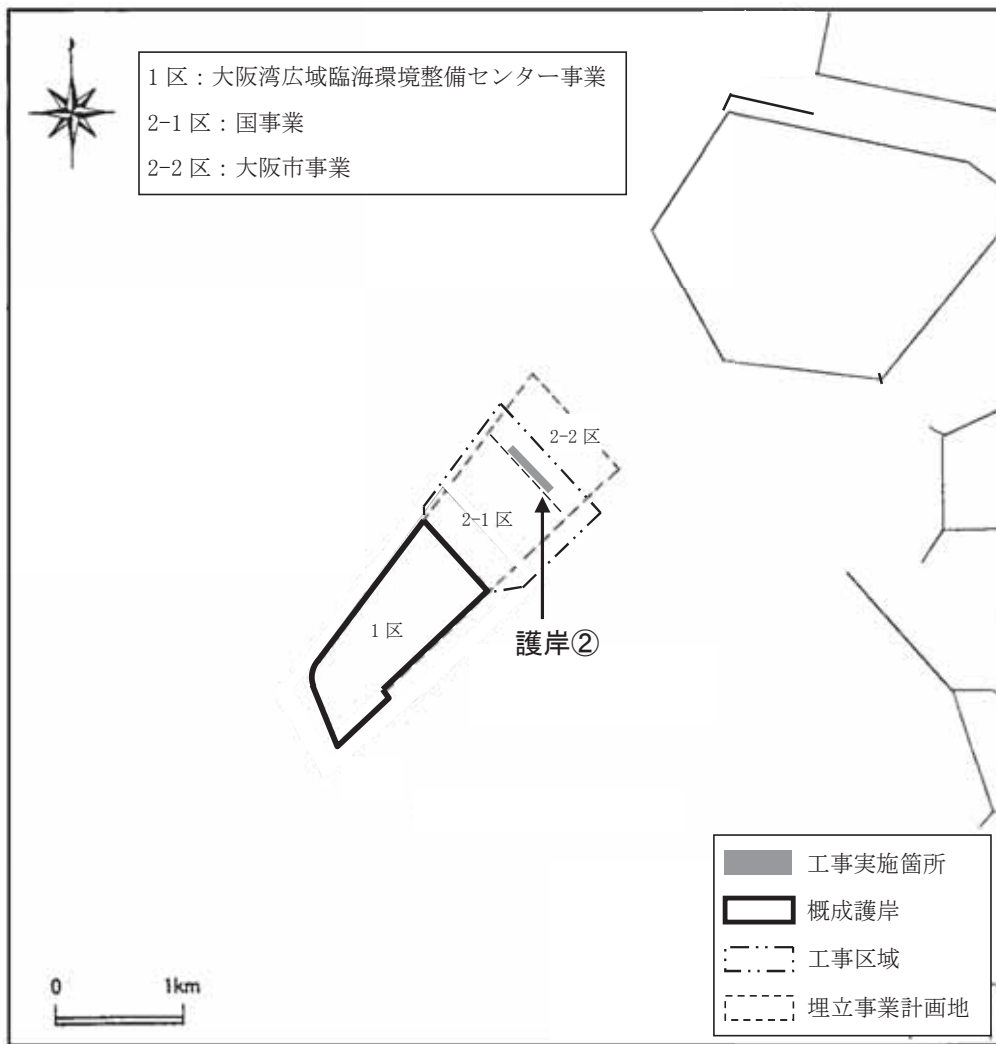 1 区：大阪湾広域臨海環境整備センター事業
2-1 区：国事業
2-2 区：大阪市事業
2-2 区
2-1 区
1 区
護岸②
工事実施箇所
概成護岸
工事区域
埋立事業計画地
0 1km